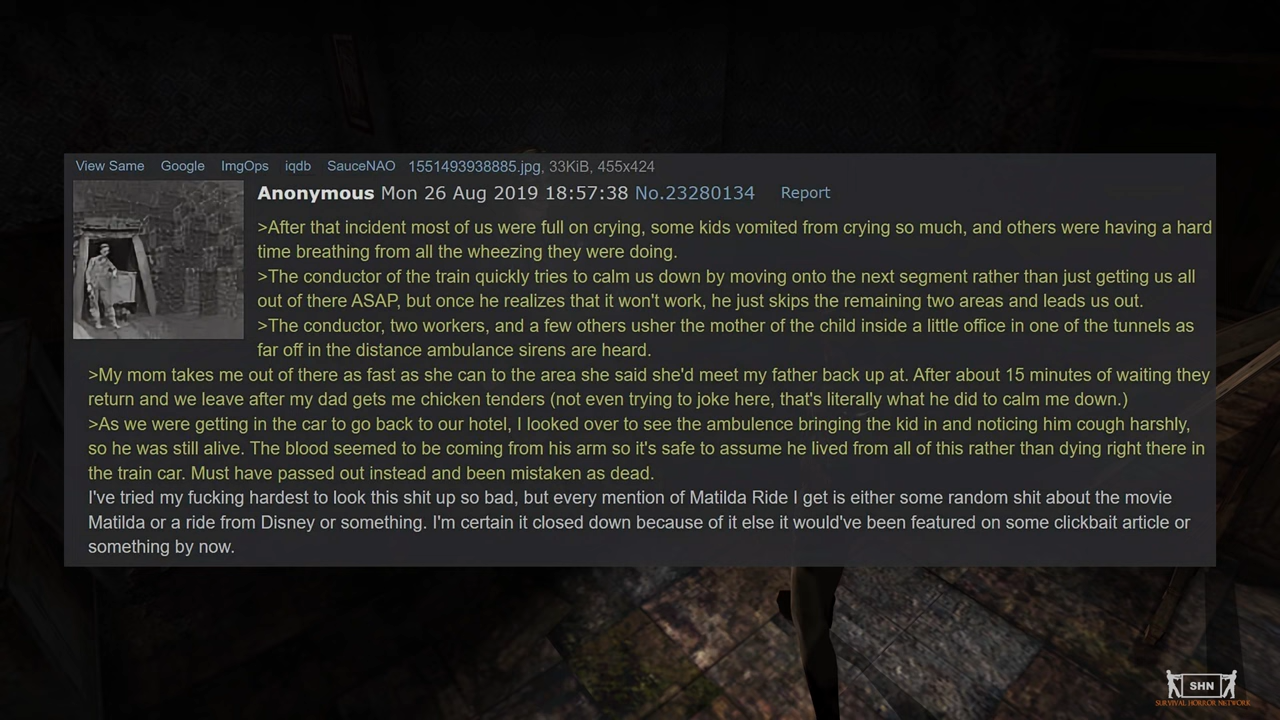 View Same Google ImgOps iqdb SauceNAO 1551493938885.jpg, 33KiB, 455x424
Anonymous Mon 26 Aug 2019 18:57:38 No.23280134 Report
>After that incident most of us were full on crying, some kids vomited from crying so much, and others were having a hard
time breathing from all the wheezing they were doing.
>The conductor of the train quickly tries to calm us down by moving onto the next segment rather than just getting us all
out of there ASAP, but once he realizes that it won't work, he just skips the remaining two areas and leads us out.
>The conductor, two workers, and a few others usher the mother of the child inside a little office in one of the tunnels as
far off in the distance ambulance sirens are heard.
>My mom takes me out of there as fast as she can to the area she said she'd meet my father back up at. After about 15 minutes of waiting they
return and we leave after my dad gets me chicken tenders (not even trying to joke here, that's literally what he did to calm me down.)
>As we were getting in the car to go back to our hotel, I looked over to see the ambulence bringing the kid in and noticing him cough harshly,
so he was still alive. The blood seemed to be coming from his arm so it's safe to assume he lived from all of this rather than dying right there in
the train car. Must have passed out instead and been mistaken as dead.
I've tried my fucking hardest to look this shit up so bad, but every mention of Matilda Ride I get is either some random shit about the movie
Matilda or a ride from Disney or something. I'm certain it closed down because of it else it would've been featured on some clickbait article or
something by now.
SHN
SURVIVAL HORROR NETWORK